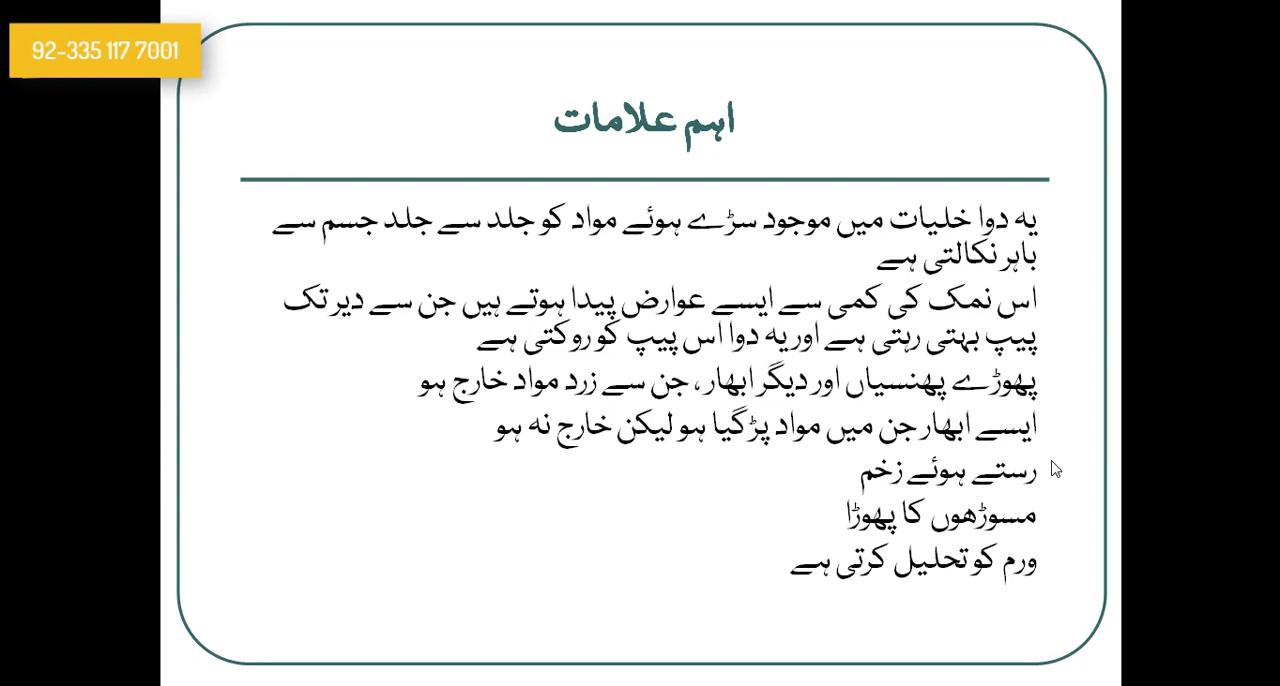 92-335 117 7001
اہم علامات
یہ دوا خلیات میں موجود سڑے ہوئے مواد کو جلد سے جلد جسم سے
باہر نکالتی ہے
اس نمک کی کمی سے ایسے عوارض پیدا ہوتے ہیں جن سے دیر تک
پیپ بہتی رہتی ہے اور یہ دوا اس پیپ کو روکتی ہے
پھوڑے پھنسیاں اور دیگر ابھار، جن سے زرد مواد خارج ہو
ایسے ابھار جن میں مواد پڑگیا ہو لیکن خارج نہ ہو
رستے ہوئے زخم
مسوڑھوں کا پھوڑا
ورم کو تحلیل کرتی ہے